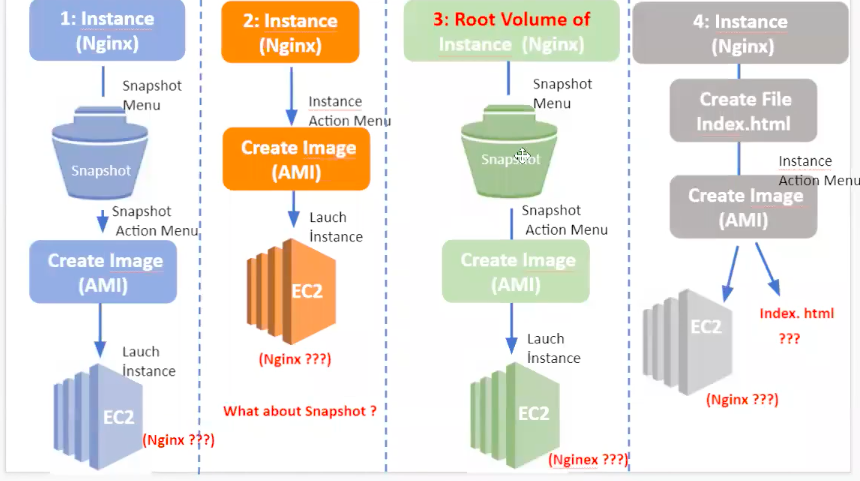 1: Instance
(Nginx)
Snapshot
Menu
Snapshot
Snapshot
Action Menu
Create Image
(AMI)
Lauch
İnstance
EC2
(Nginx ???)
2: Instance
(Nginx)
Instance
Action Menu
Create Image
(AMI)
Lauch
İnstance
EC2
(Nginx ???)
What about Snapshot ?
3: Root Volume of
Instance (Nginx)
Snapshot
Menu
Snapshot
Snapshot
Action Menu
Create Image
(AMI)
Lauch
İnstance
EC2
(Nginex ???)
4: Instance
(Nginx)
Create File
Index.html
Instance
Action Menu
Create Image
(AMI)
EC2
Index. html
???
(Nginx ???)